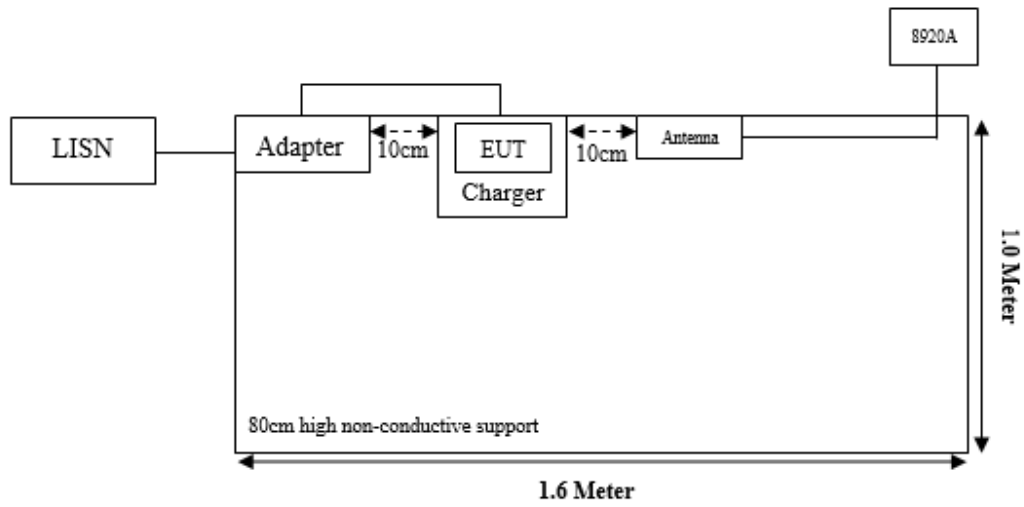 8920A
LISN
Adapter
10cm
EUT
Charger
10cm
Antenna
1.0 Meter
80cm high non-conductive support
1.6 Meter